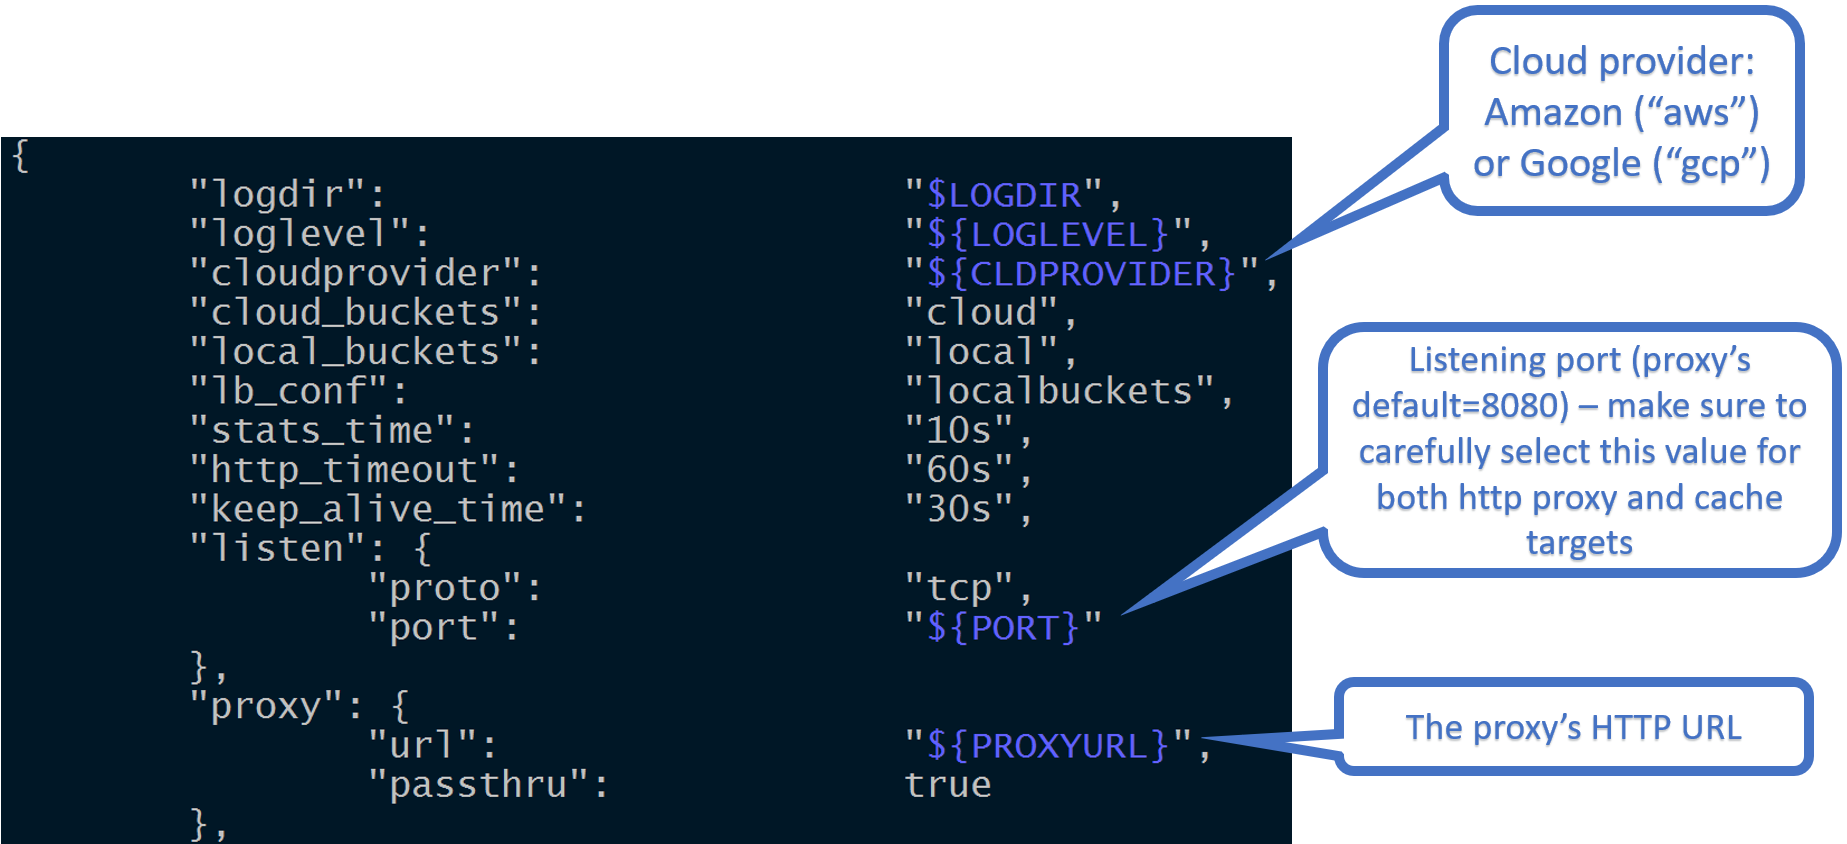 {
"logdir": "$LOGDIR",
"loglevel": "${LOGLEVEL}",
"cloudprovider": "${CLDPROVIDER}",
"cloud_buckets": "cloud",
"local_buckets": "local",
"lb_conf": "localbuckets",
"stats_time": "10s",
"http_timeout": "60s",
"keep_alive_time": "30s",
"listen": {
"proto": "tcp",
"port": "${PORT}"
},
"proxy": {
"url": "${PROXYURL}",
"passthru": true
},
Cloud provider:
Amazon (“aws”)
or Google (“gcp”)
Listening port (proxy’s
default=8080) – make sure to
carefully select this value for
both http proxy and cache
targets
The proxy’s HTTP URL